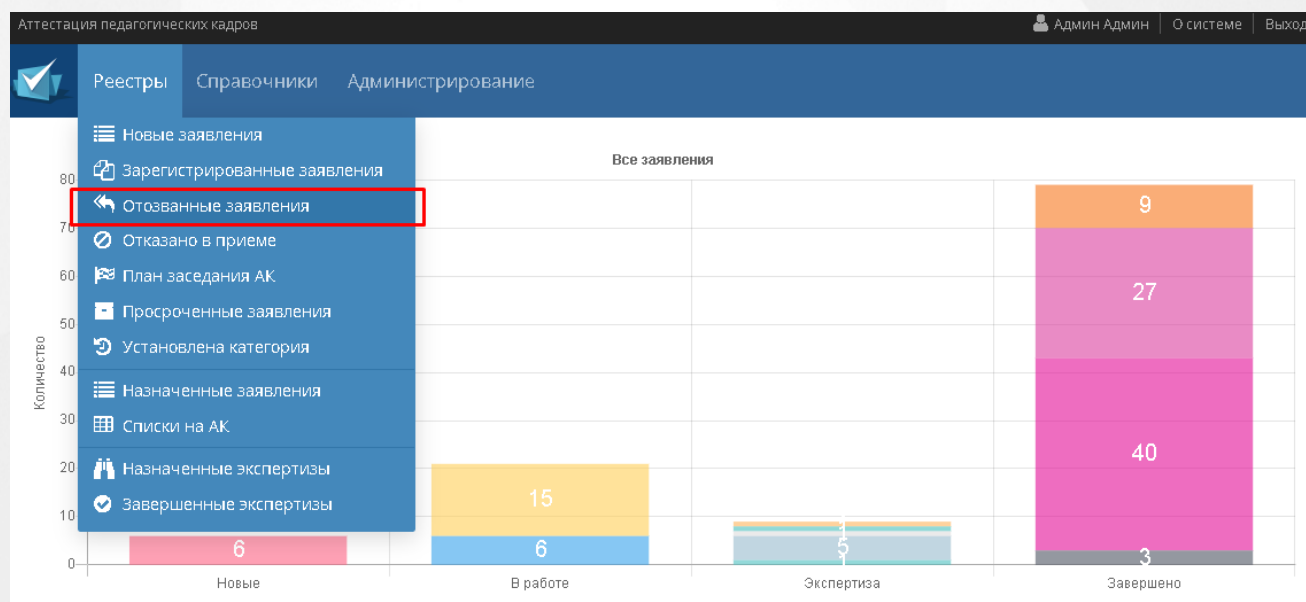 Аттестация педагогических кадров
Админ Админ О системе Выход
Реестры Справочники Администрирование
Новые заявления
Зарегистрированные заявления
Отозванные заявления
Отказано в приеме
План заседания АК
Просроченные заявления
Установлена категория
Назначенные заявления
Списки на АК
Назначенные экспертизы
Завершенные экспертизы
Все заявления
Количество
80
70
60
50
40
30
20
10
0
6
15
6
5
9
27
40
3
Новые В работе Экспертиза Завершено